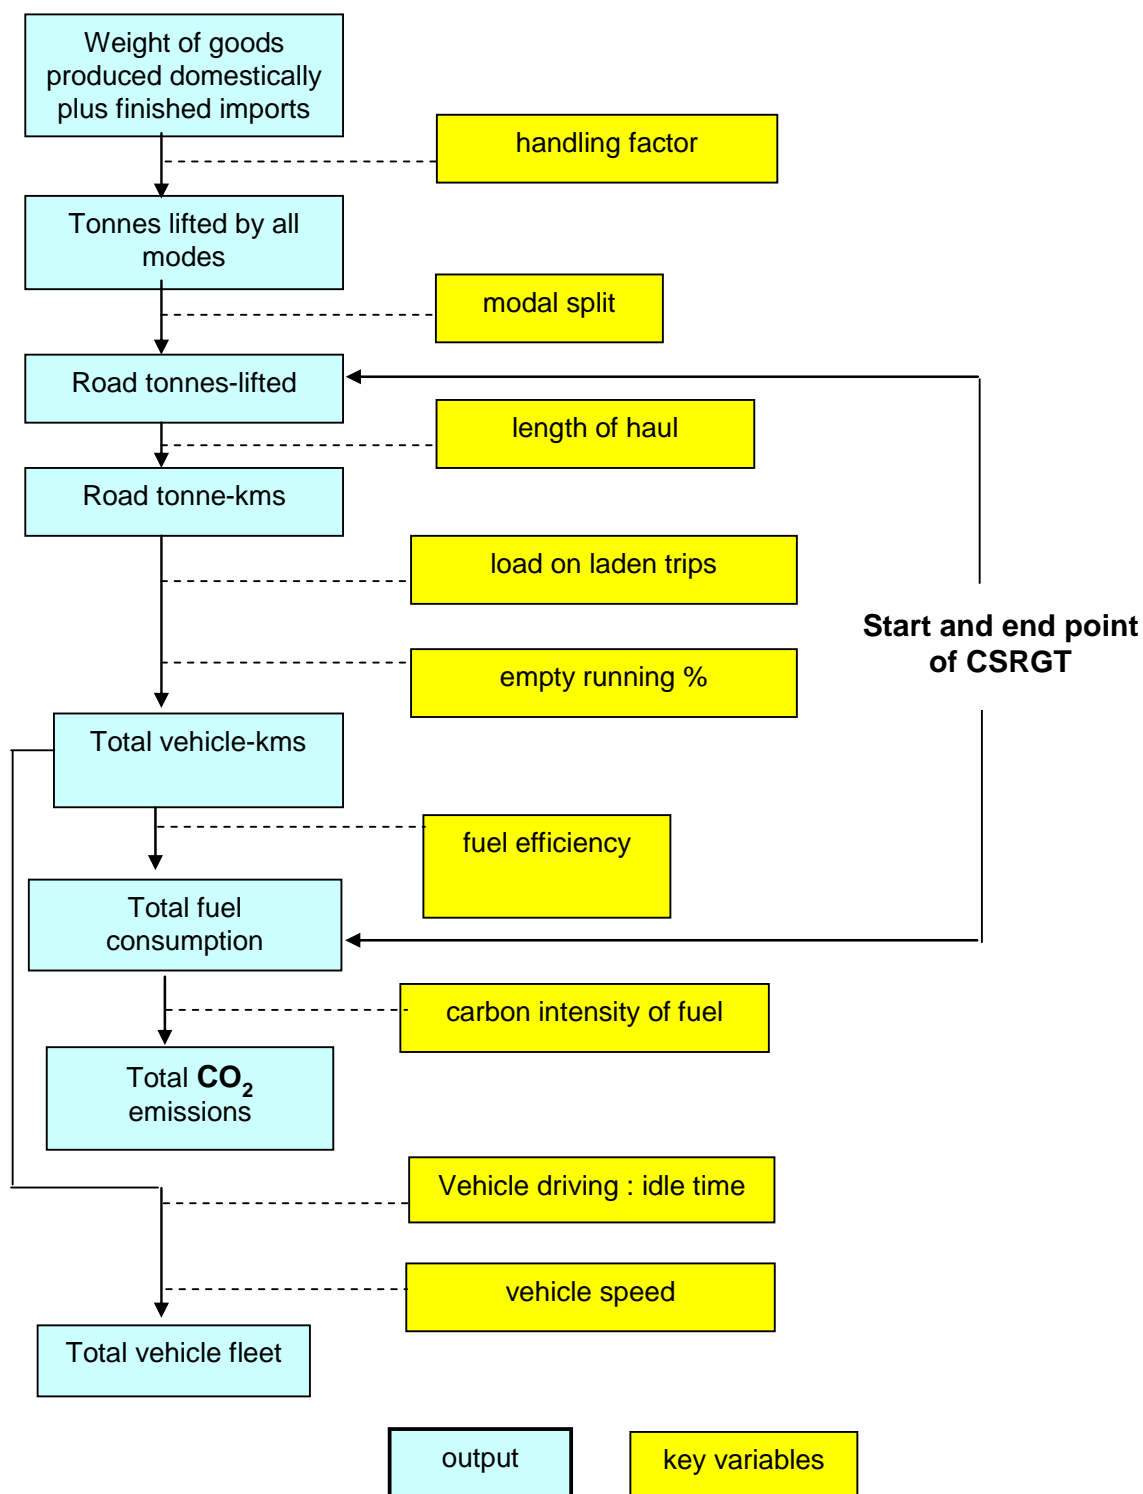 Weight of goods
produced domestically
plus finished imports
handling factor
Tonnes lifted by all
modes
modal split
Road tonnes-lifted
length of haul
Road tonne-kms
load on laden trips
Start and end point
of CSRGT
empty running %
Total vehicle-kms
fuel efficiency
Total fuel
consumption
carbon intensity of fuel
Total CO2
emissions
Vehicle driving : idle time
vehicle speed
Total vehicle fleet
output
key variables